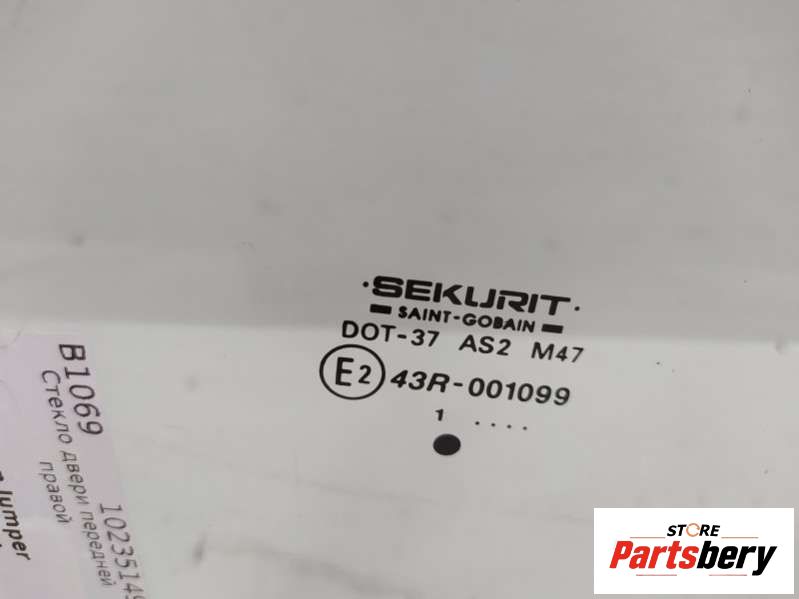 ·SEKURIT·
SAINT-GOBAIN
DOT-37 AS2 M47
E2 43R-001099
1 ....
B1069
Стекло двери передней
правой
Jumper
STORE
Partsbery